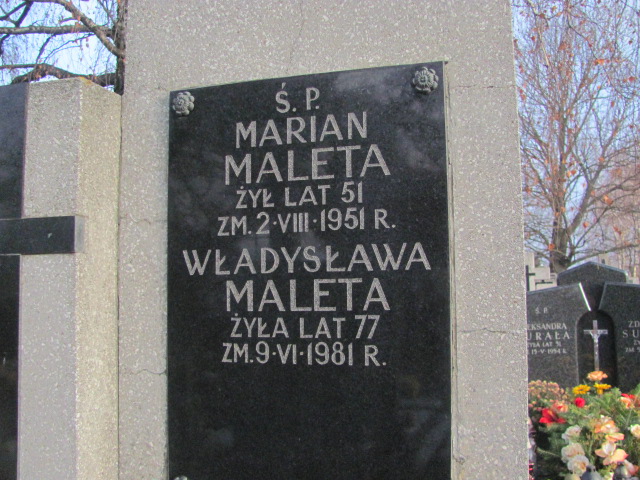 Ś. P.
MARIAN
MALETA
ŻYŁ LAT 51
ZM. 2·VIII·1951 R.
WŁADYSŁAWA
MALETA
ŻYŁA LAT 77
ZM. 9·VI·1981 R.